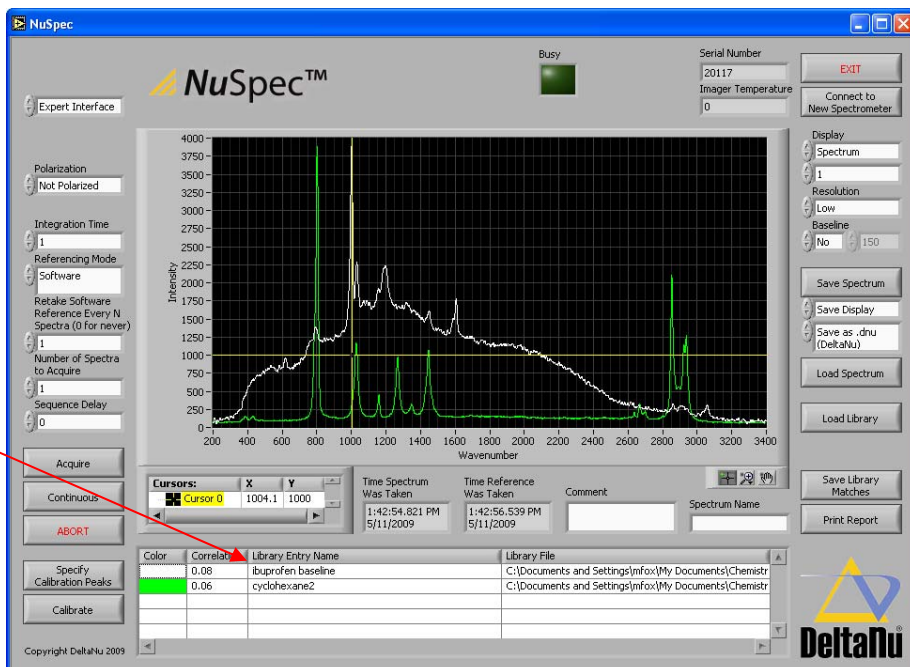 NuSpec
NuSpec™
Busy
Serial Number
20117
Imager Temperature
0
EXIT
Connect to
New Spectrometer
Expert Interface
Polarization
Not Polarized
Integration Time
1
Referencing Mode
Software
Retake Software
Reference Every N
Spectra (0 for never)
1
Number of Spectra
to Acquire
1
Sequence Delay
0
Acquire
Continuous
ABORT
Specify
Calibration Peaks
Calibrate
Copyright DeltaNu 2009
Intensity
4000
3750
3500
3250
3000
2750
2500
2250
2000
1750
1500
1250
1000
750
500
250
0
200 400 600 800 1000 1200 1400 1600 1800 2000 2200 2400 2600 2800 3000 3200 3400
Wavenumber
Display
Spectrum
1
Resolution
Low
Baseline
No 150
Save Spectrum
Save Display
Save as .dnu
(DeltaNu)
Load Spectrum
Load Library
Save Library
Matches
Print Report
Cursors: X Y
Cursor 0 1004.1 1000
Time Spectrum
Was Taken
1:42:54.821 PM
5/11/2009
Time Reference
Was Taken
1:42:56.539 PM
5/11/2009
Comment
Spectrum Name
Color Correlati Library Entry Name Library File
0.08 ibuprofen baseline C:\Documents and Settings\mfox\My Documents\Chemistr
0.06 cyclohexane2 C:\Documents and Settings\mfox\My Documents\Chemistr
DeltaNu®